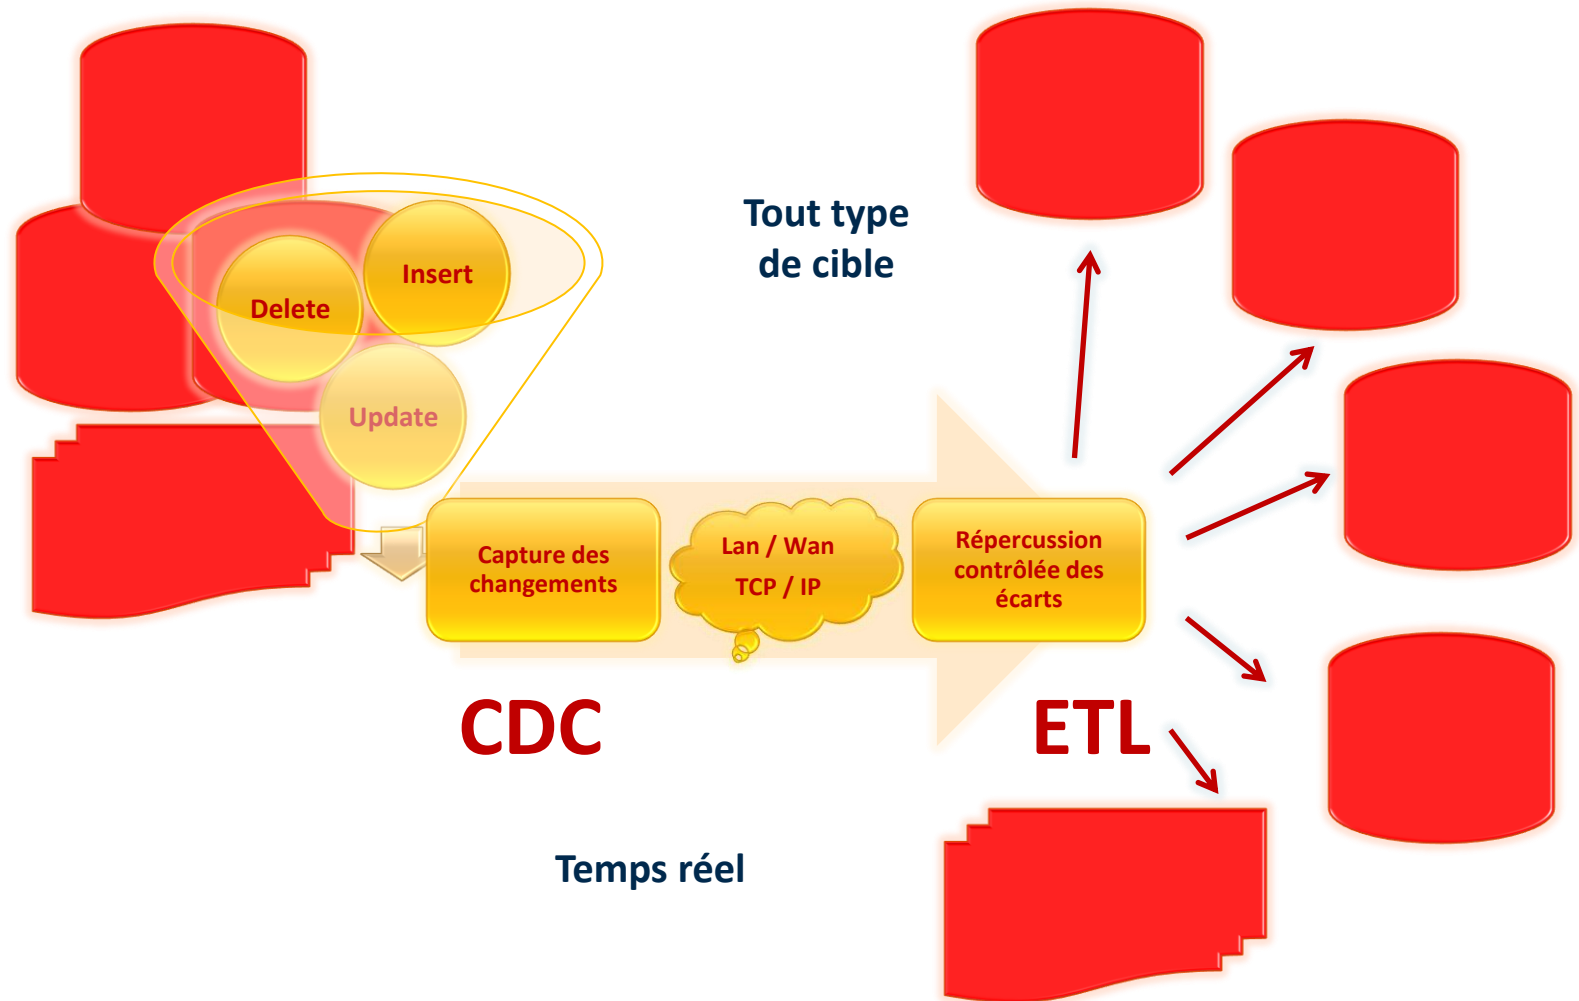 Tout type
de cible
Insert
Delete
Update
Capture des
changements
Lan / Wan
TCP / IP
Répercussion
contrôlée des
écarts
CDC
ETL
Temps réel